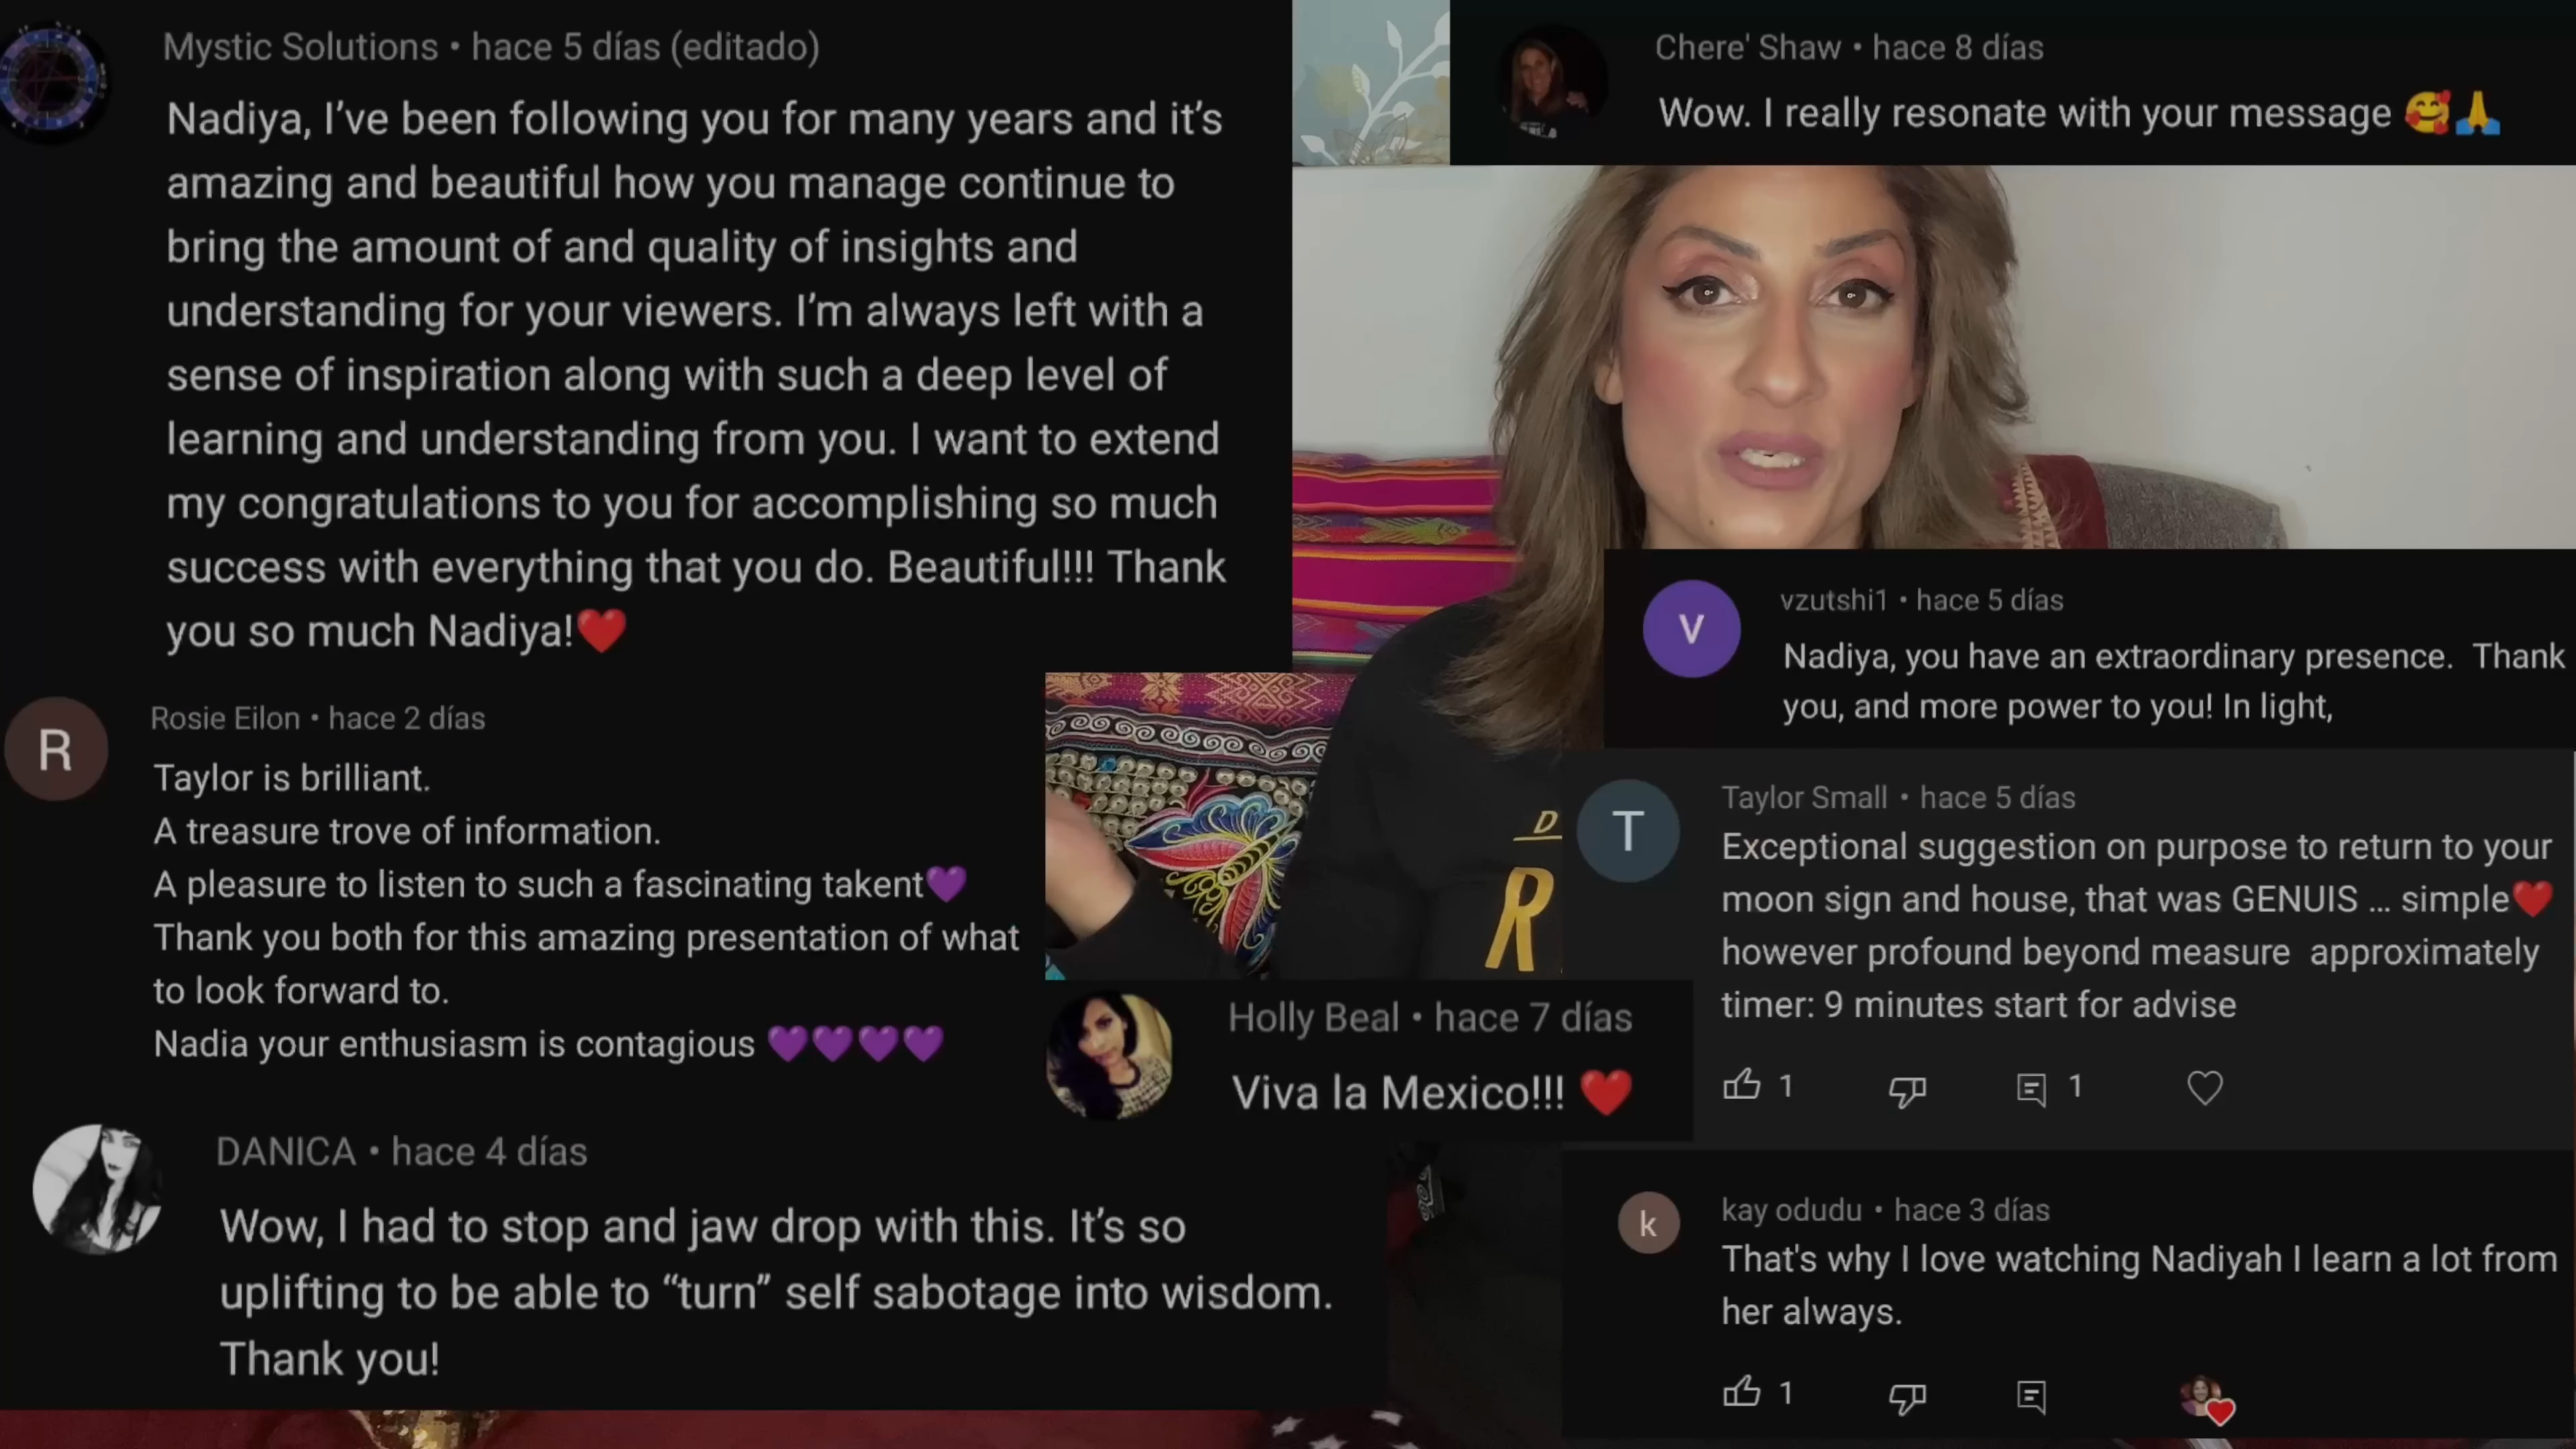 Mystic Solutions • hace 5 días (editado)
Nadiya, I’ve been following you for many years and it’s
amazing and beautiful how you manage continue to
bring the amount of and quality of insights and
understanding for your viewers. I’m always left with a
sense of inspiration along with such a deep level of
learning and understanding from you. I want to extend
my congratulations to you for accomplishing so much
success with everything that you do. Beautiful!!! Thank
you so much Nadiya!❤️
Chere' Shaw • hace 8 días
Wow. I really resonate with your message 🥰🙏
V
vzutshi1 • hace 5 días
Nadiya, you have an extraordinary presence.  Thank
you, and more power to you! In light,
R
Rosie Eilon • hace 2 días
Taylor is brilliant.
A treasure trove of information.
A pleasure to listen to such a fascinating takent💜
Thank you both for this amazing presentation of what
to look forward to.
Nadia your enthusiasm is contagious 💜💜💜💜
D
R
T
Taylor Small • hace 5 días
Exceptional suggestion on purpose to return to your
moon sign and house, that was GENUIS ... simple❤️
however profound beyond measure  approximately
timer: 9 minutes start for advise
1 1
Holly Beal • hace 7 días
Viva la Mexico!!! ❤️
DANICA • hace 4 días
Wow, I had to stop and jaw drop with this. It’s so
uplifting to be able to “turn” self sabotage into wisdom.
Thank you!
k
kay odudu • hace 3 días
That's why I love watching Nadiyah I learn a lot from
her always.
1